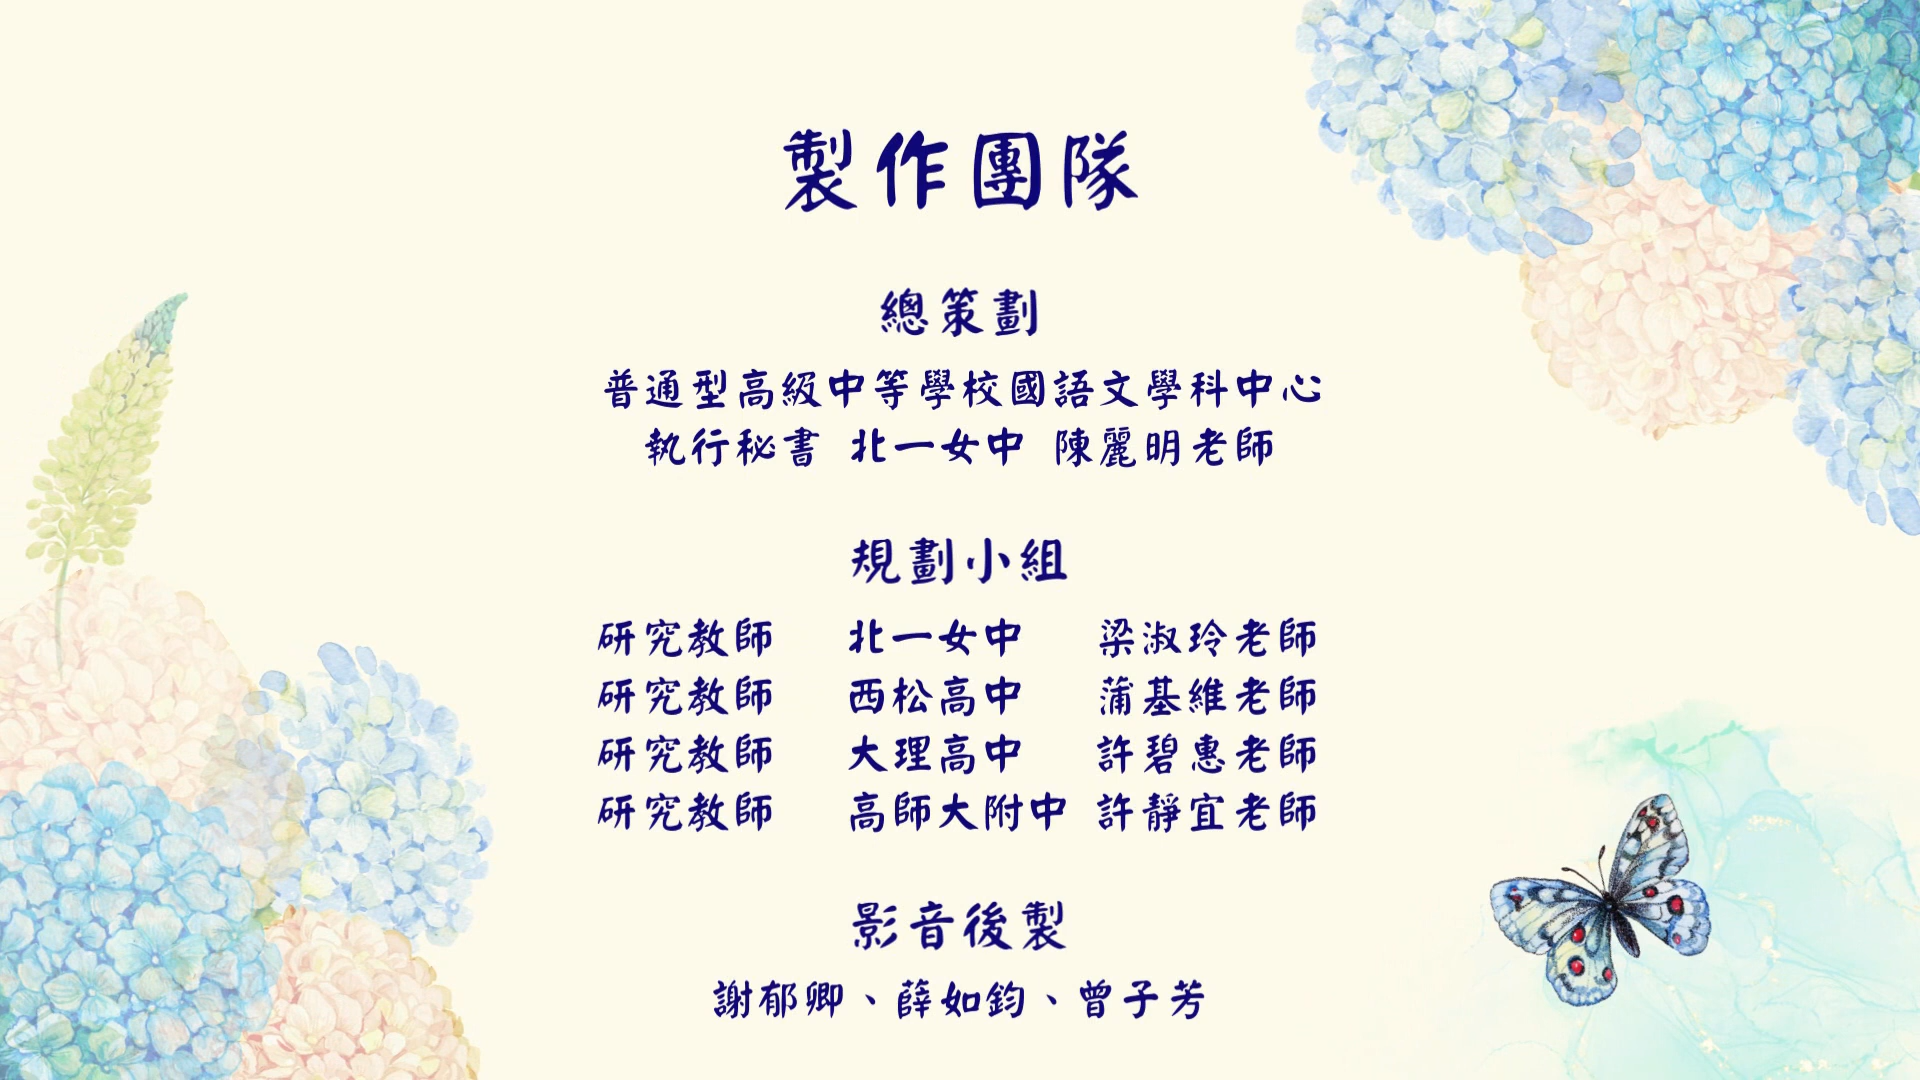 製作團隊
總策劃
普通型高級中等學校國語文學科中心
執行秘書 北一女中 陳麗明老師
規劃小組
研究教師 北一女中 梁淑玲老師
研究教師 西松高中 蒲基維老師
研究教師 大理高中 許碧惠老師
研究教師 高師大附中 許靜宜老師
影音後製
謝郁卿、薛如鈞、曾子芳